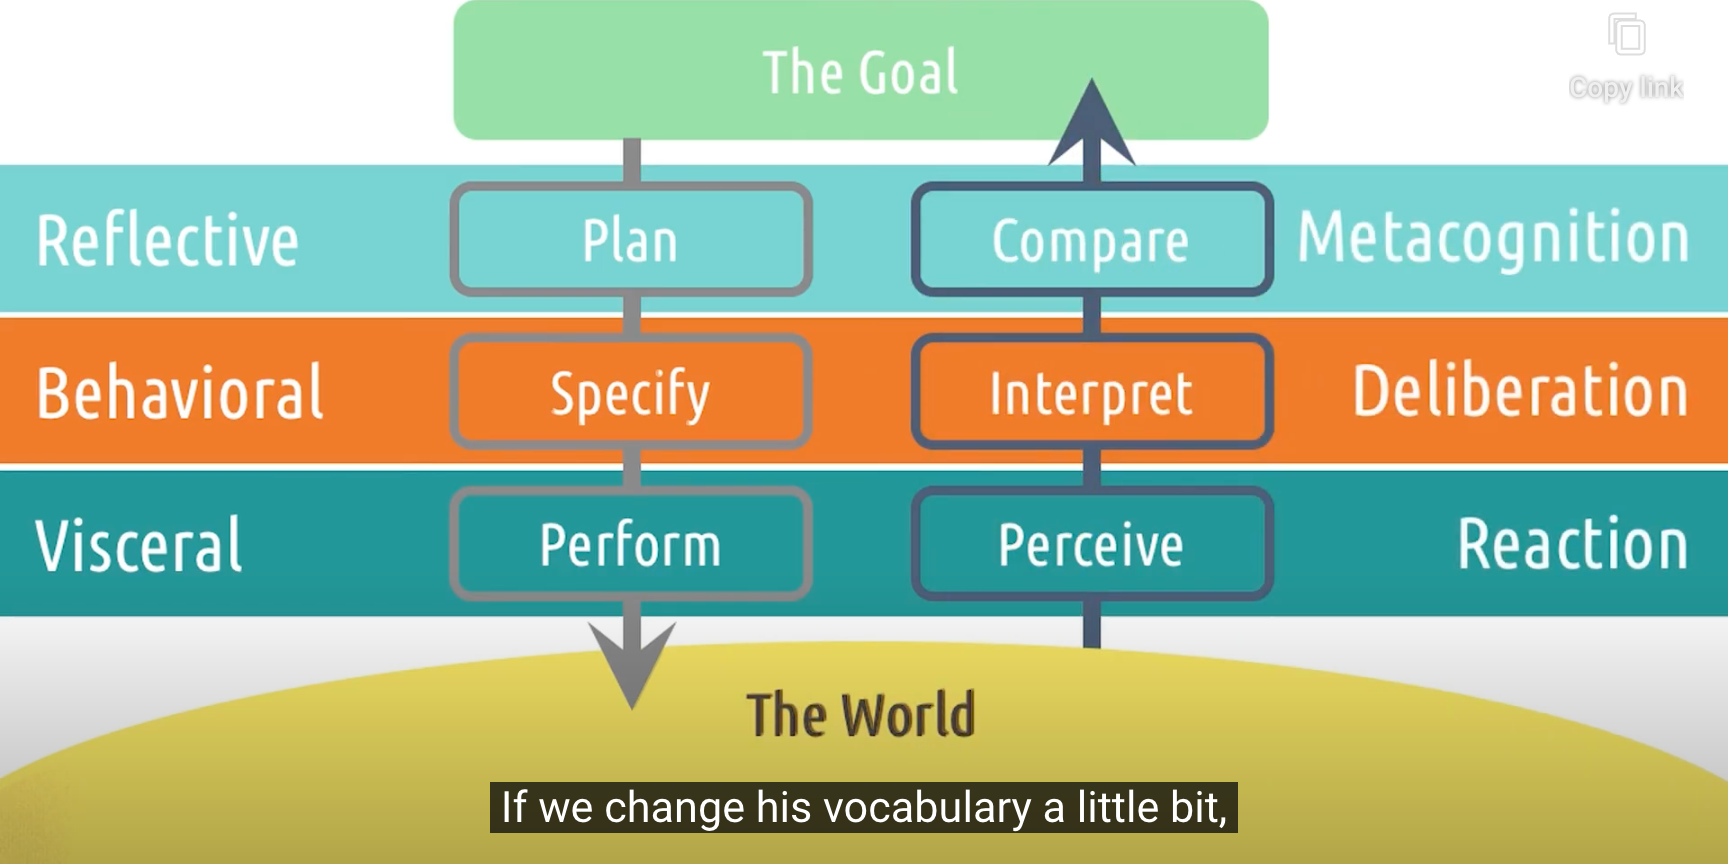 The Goal
Copy link
Reflective
Plan
Compare
Metacognition
Behavioral
Specify
Interpret
Deliberation
Visceral
Perform
Perceive
Reaction
The World
If we change his vocabulary a little bit,